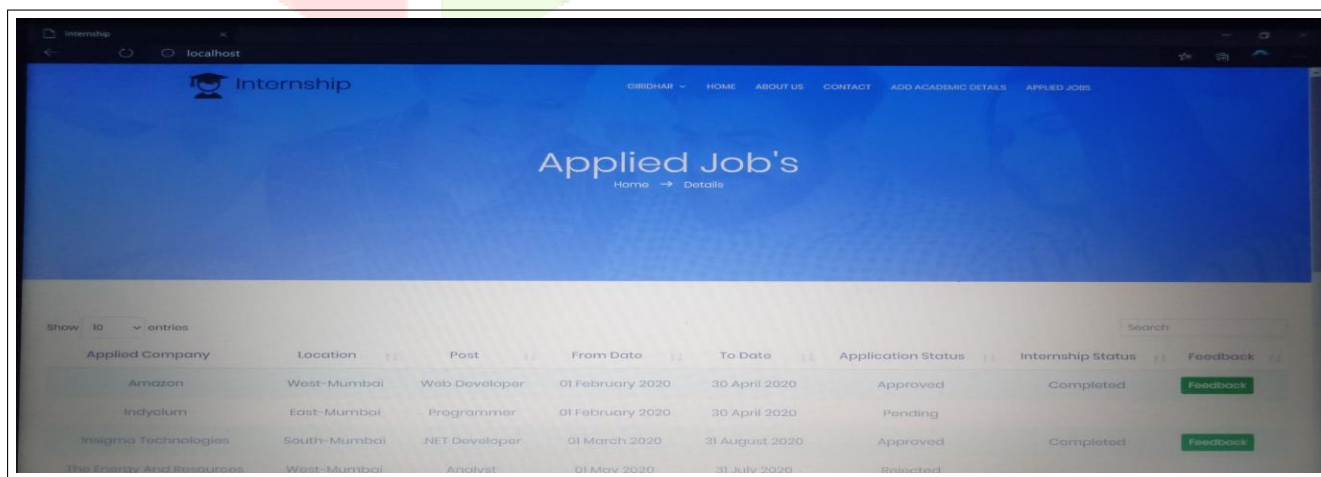 Internship
localhost
Internship
GIRIDHAR HOME ABOUT US CONTACT ADD ACADEMIC DETAILS APPLIED JOBS
Applied Job's
Home → Details
Show 10 entries
Search:
Applied Company Location Post From Date To Date Application Status Internship Status Feedback
Amazon West-Mumbai Web Developer 01 February 2020 30 April 2020 Approved Completed Feedback
Indycium East-Mumbai Programmer 01 February 2020 30 April 2020 Pending
Insigma Technologies South-Mumbai .NET Developer 01 March 2020 31 August 2020 Approved Completed Feedback
The Energy And Resources West-Mumbai Analyst 01 May 2020 31 July 2020 Rejected